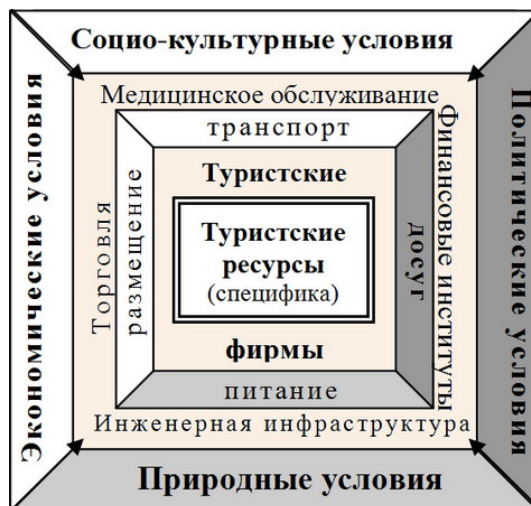 Социо-культурные условия
Экономические условия
Политические условия
Медицинское обслуживание
Торговля
Финансовые институты
транспорт
размещение
досуг
Туристские
Туристские
ресурсы
(специфика)
фирмы
питание
Инженерная инфраструктура
Природные условия